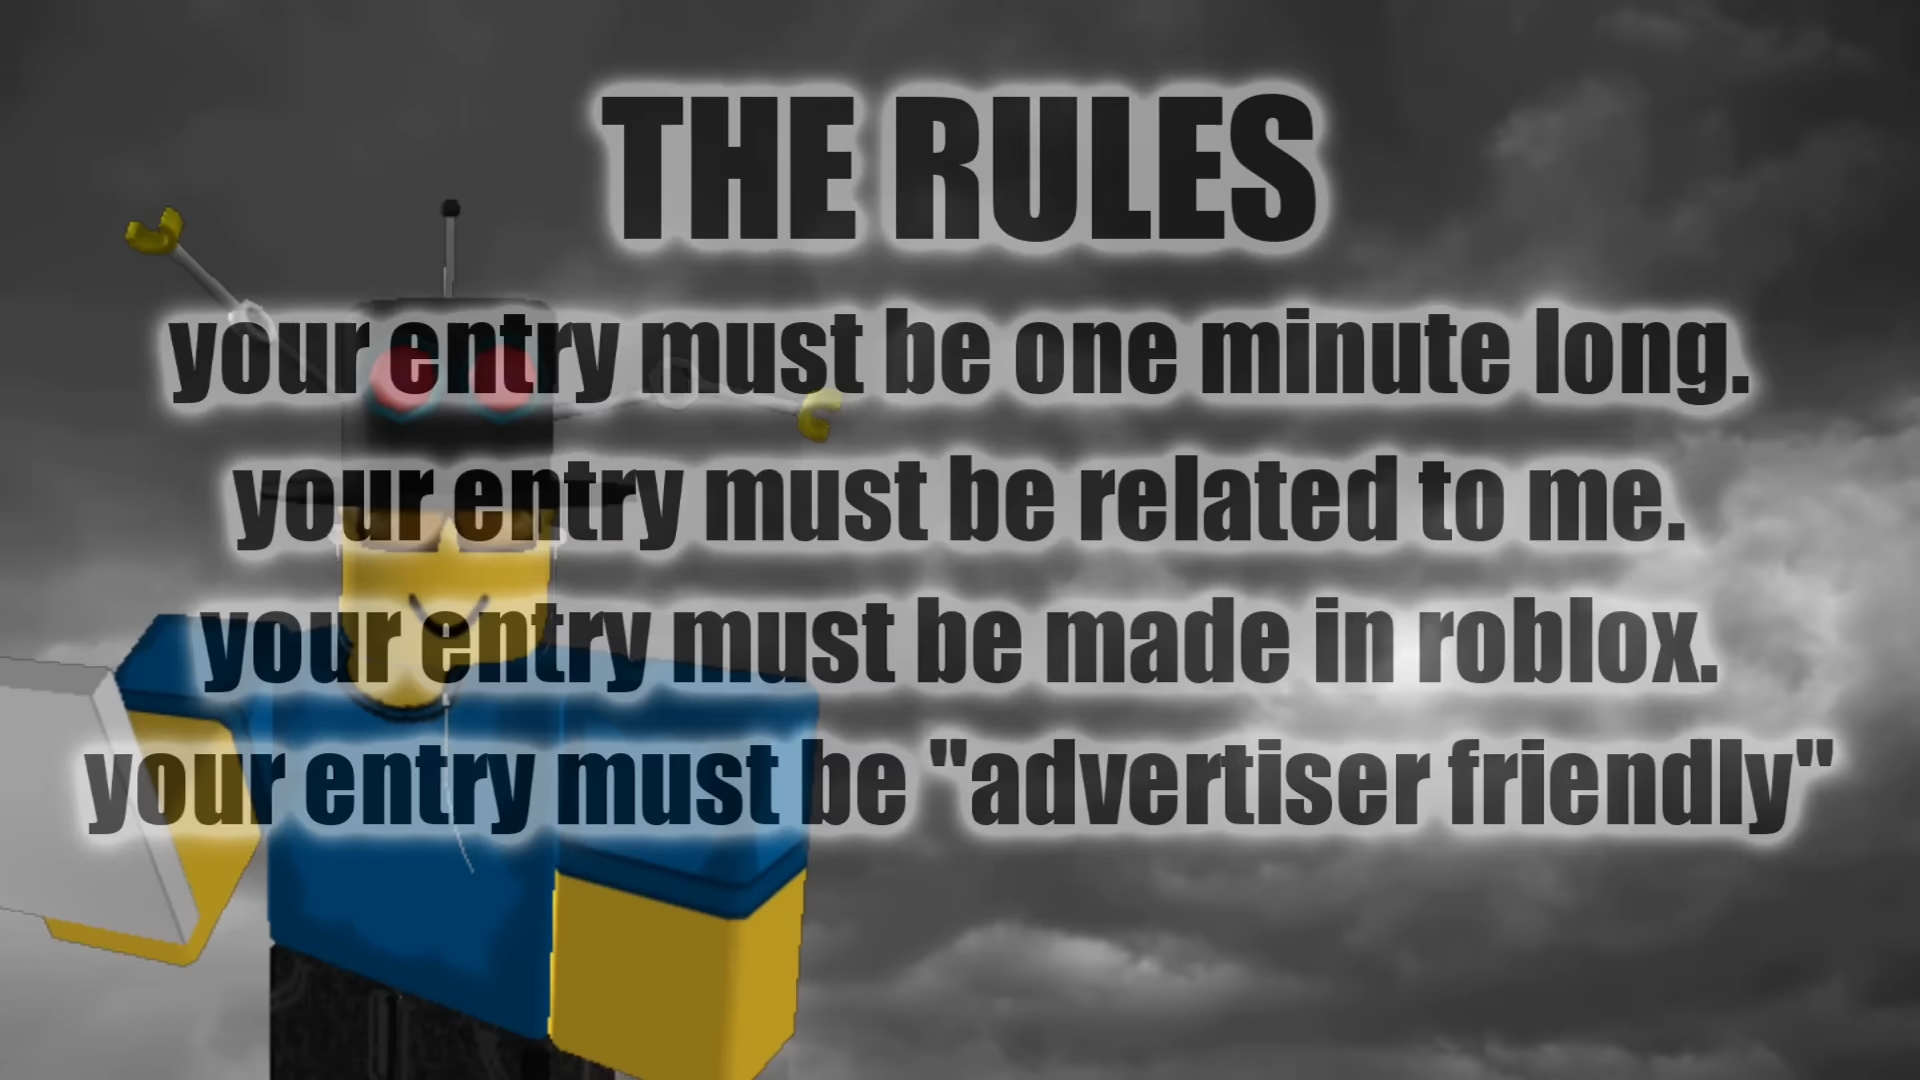 THE RULES
your entry must be one minute long.
your entry must be related to me.
your entry must be made in roblox.
your entry must be "advertiser friendly"